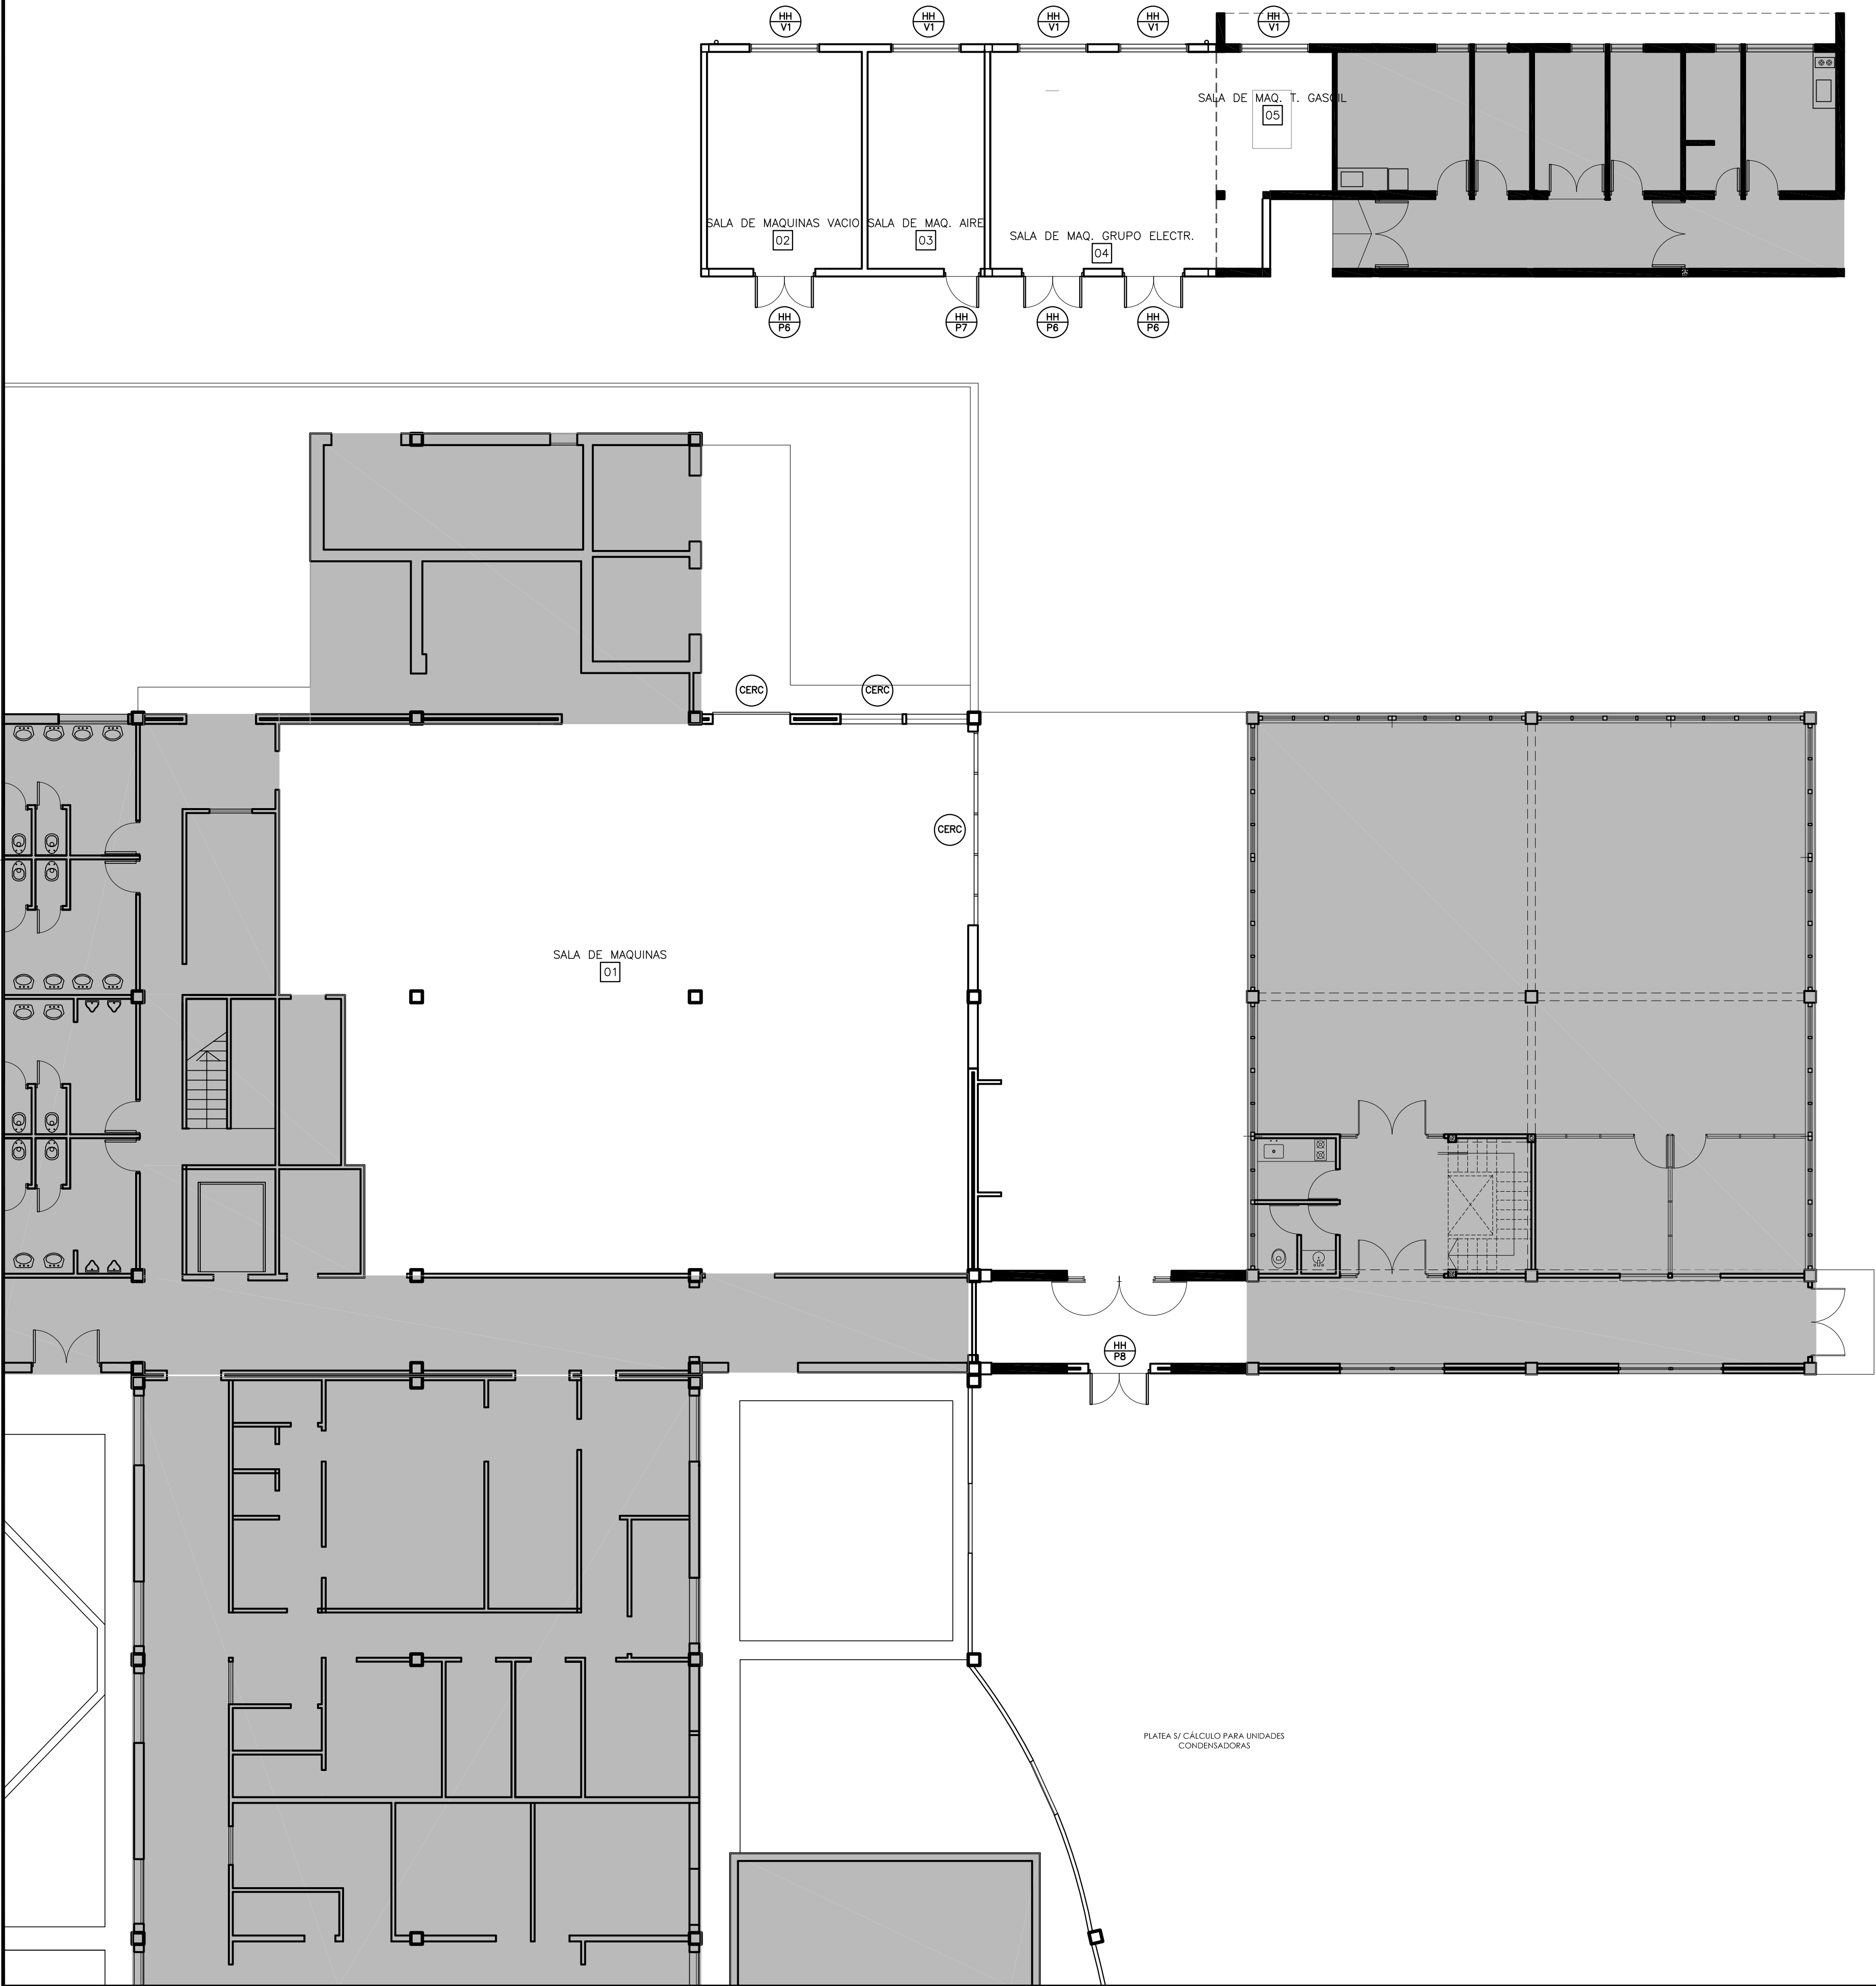 HH
V1
HH
V1
HH
V1
HH
V1
HH
V1
SALA DE MAQ. T. GASOIL
05
SALA DE MAQUINAS VACIO
02
SALA DE MAQ. AIRE
03
SALA DE MAQ. GRUPO ELECTR.
04
HH
P6
HH
P7
HH
P6
HH
P6
CERC
CERC
CERC
SALA DE MAQUINAS
01
HH
P8
PLATEA S/ CÁLCULO PARA UNIDADES
CONDENSADORAS